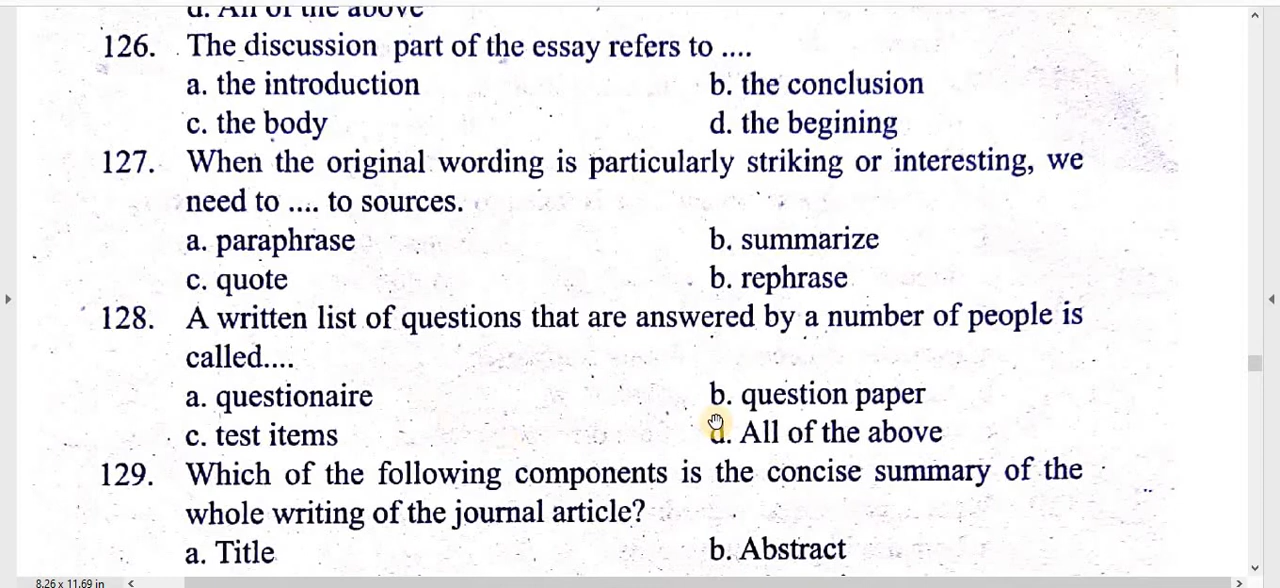 d. All of the above
126. The discussion part of the essay refers to ....
a. the introduction b. the conclusion
c. the body d. the begining
127. When the original wording is particularly striking or interesting, we
need to .... to sources.
a. paraphrase b. summarize
c. quote b. rephrase
128. A written list of questions that are answered by a number of people is
called....
a. questionaire b. question paper
c. test items d. All of the above
129. Which of the following components is the concise summary of the
whole writing of the journal article?
a. Title b. Abstract
8.26 x 11.69 in